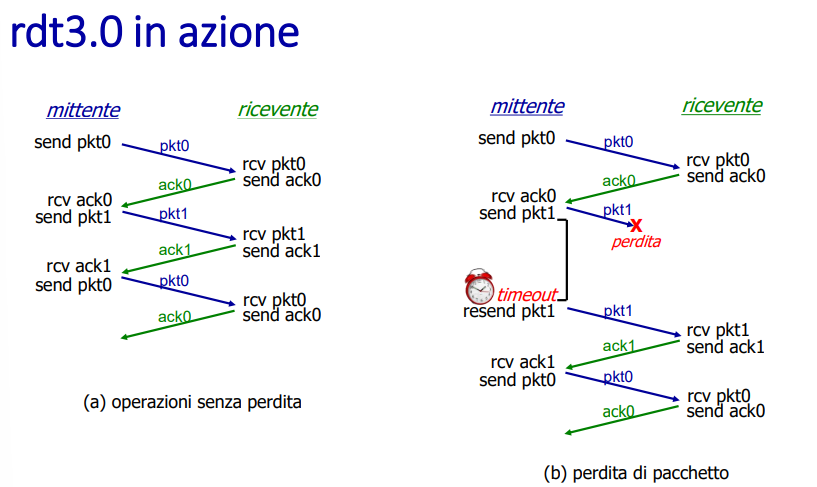 rdt3.0 in azione
mittente
ricevente
send pkt0
pkt0
rcv pkt0
send ack0
ack0
rcv ack0
send pkt1
pkt1
rcv pkt1
send ack1
ack1
rcv ack1
send pkt0
pkt0
rcv pkt0
send ack0
ack0
(a) operazioni senza perdita
mittente
ricevente
send pkt0
pkt0
rcv pkt0
send ack0
ack0
rcv ack0
send pkt1
pkt1
X
perdita
timeout
resend pkt1
pkt1
rcv pkt1
send ack1
ack1
rcv ack1
send pkt0
pkt0
rcv pkt0
send ack0
ack0
(b) perdita di pacchetto